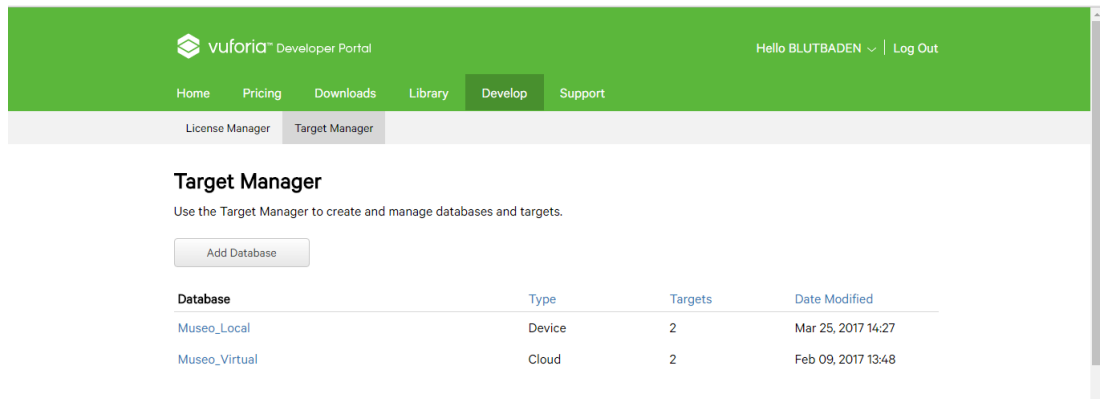 vuforia™ Developer Portal
Hello BLUTBADEN | Log Out
Home Pricing Downloads Library Develop Support
License Manager Target Manager
Target Manager
Use the Target Manager to create and manage databases and targets.
Add Database
Database Type Targets Date Modified
Museo_Local Device 2 Mar 25, 2017 14:27
Museo_Virtual Cloud 2 Feb 09, 2017 13:48